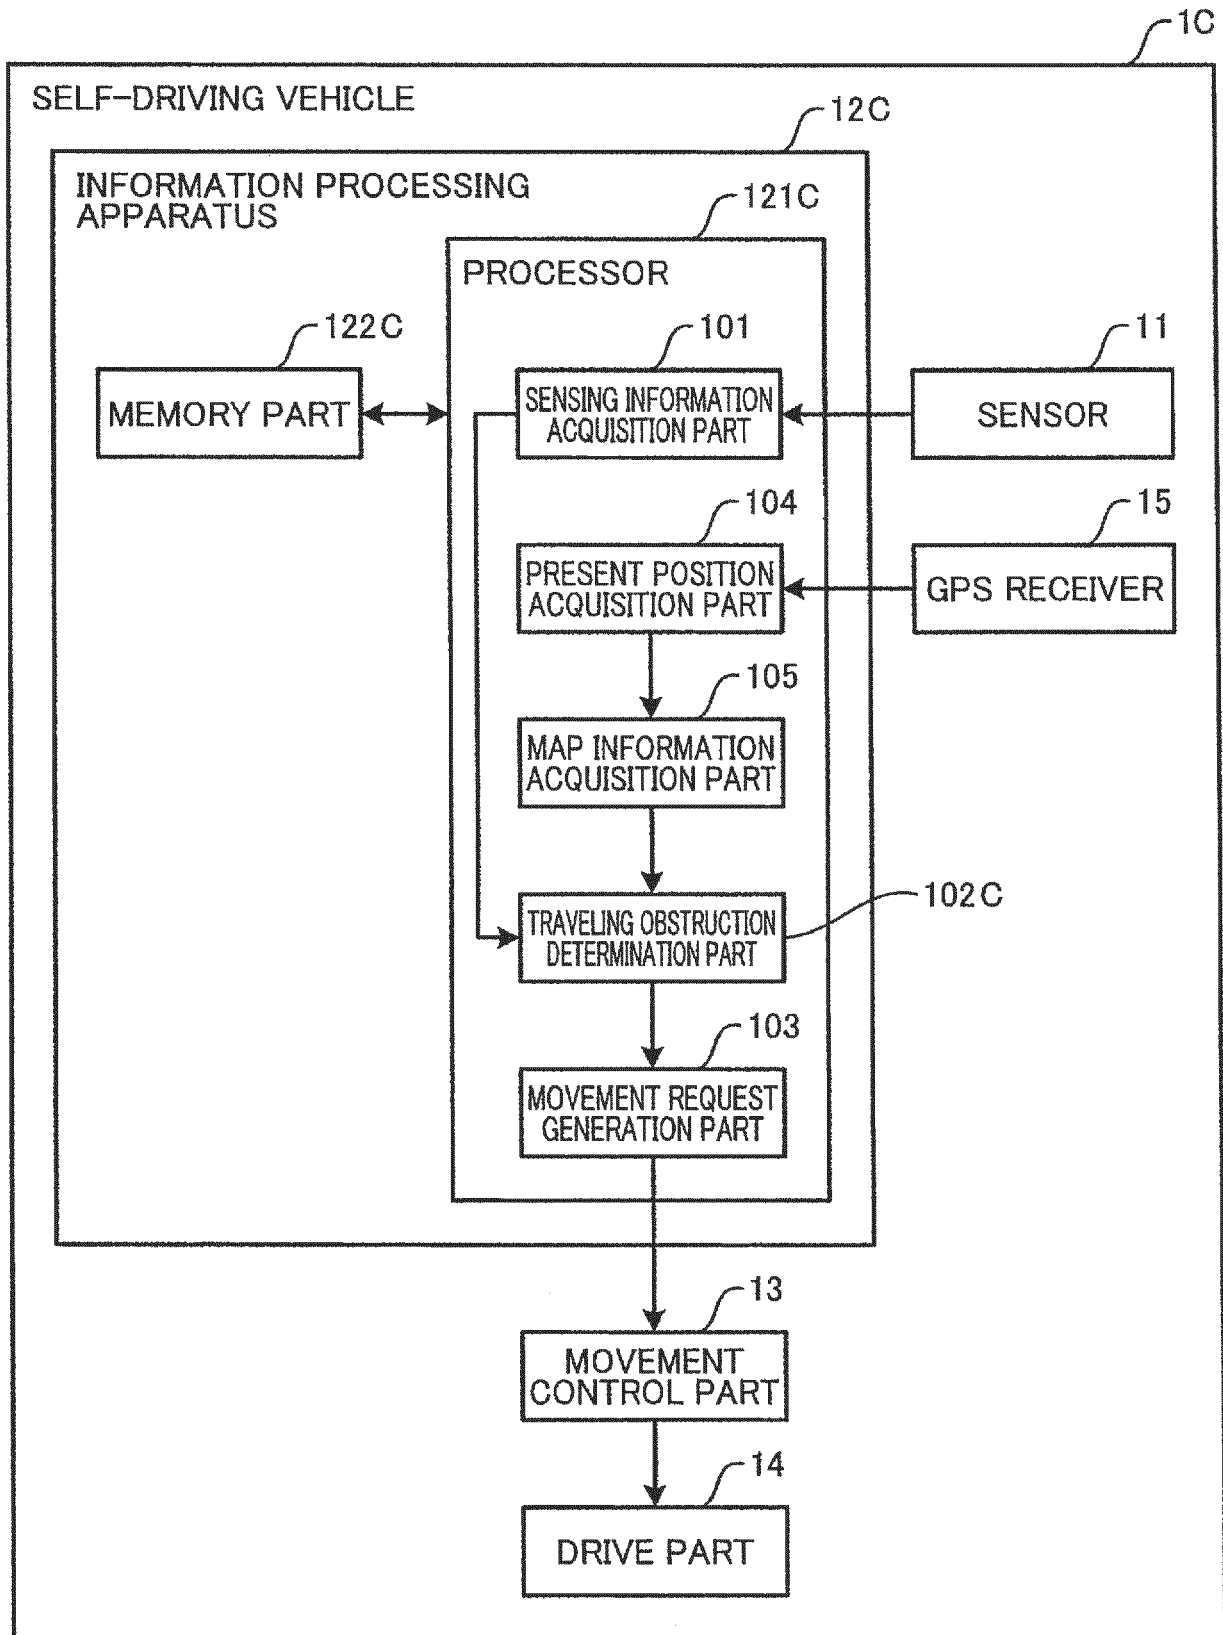 1C
SELF-DRIVING VEHICLE
12C
INFORMATION PROCESSING
APPARATUS
121C
PROCESSOR
122C
MEMORY PART
101
SENSING INFORMATION
ACQUISITION PART
11
SENSOR
104
PRESENT POSITION
ACQUISITION PART
15
GPS RECEIVER
105
MAP INFORMATION
ACQUISITION PART
102C
TRAVELING OBSTRUCTION
DETERMINATION PART
103
MOVEMENT REQUEST
GENERATION PART
13
MOVEMENT
CONTROL PART
14
DRIVE PART